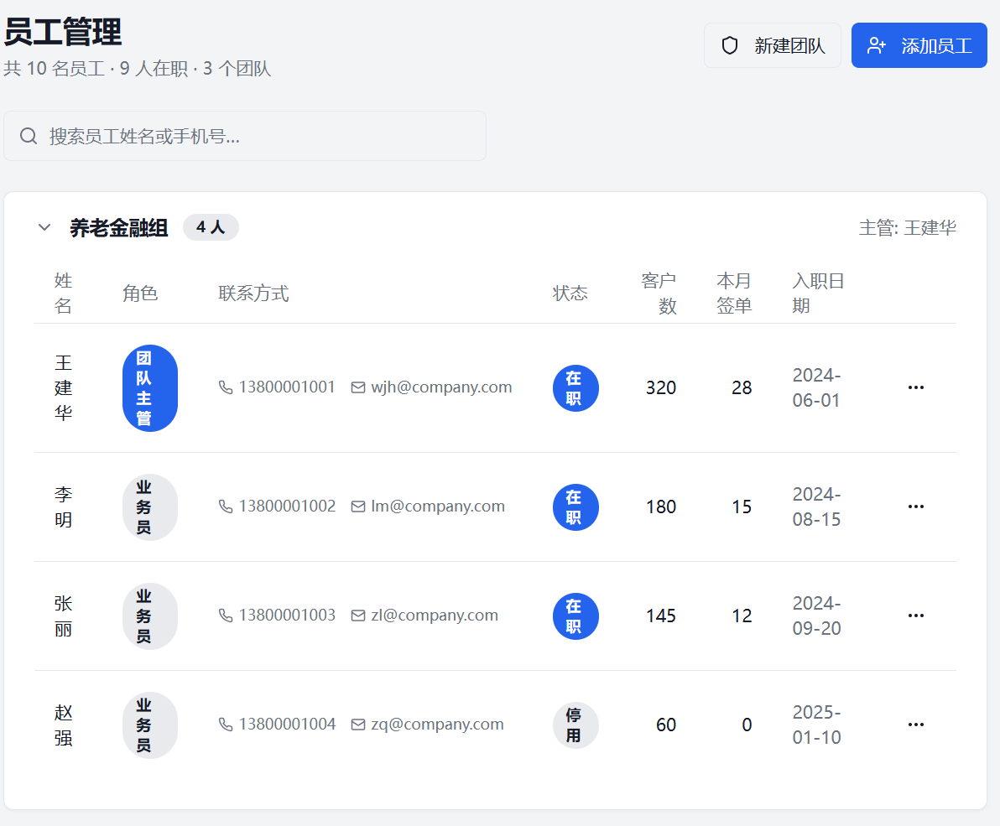 员工管理
共 10 名员工 · 9 人在职 · 3 个团队
新建团队
添加员工
搜索员工姓名或手机号...
养老金融组
4 人
主管: 王建华
姓
名
角色
联系方式
状态
客户
数
本月
签单
入职日
期
王
建
华
团
队
主
管
13800001001
wjh@company.com
在
职
320
28
2024-
06-01
李
明
业
务
员
13800001002
lm@company.com
在
职
180
15
2024-
08-15
张
丽
业
务
员
13800001003
zl@company.com
在
职
145
12
2024-
09-20
赵
强
业
务
员
13800001004
zq@company.com
停
用
60
0
2025-
01-10